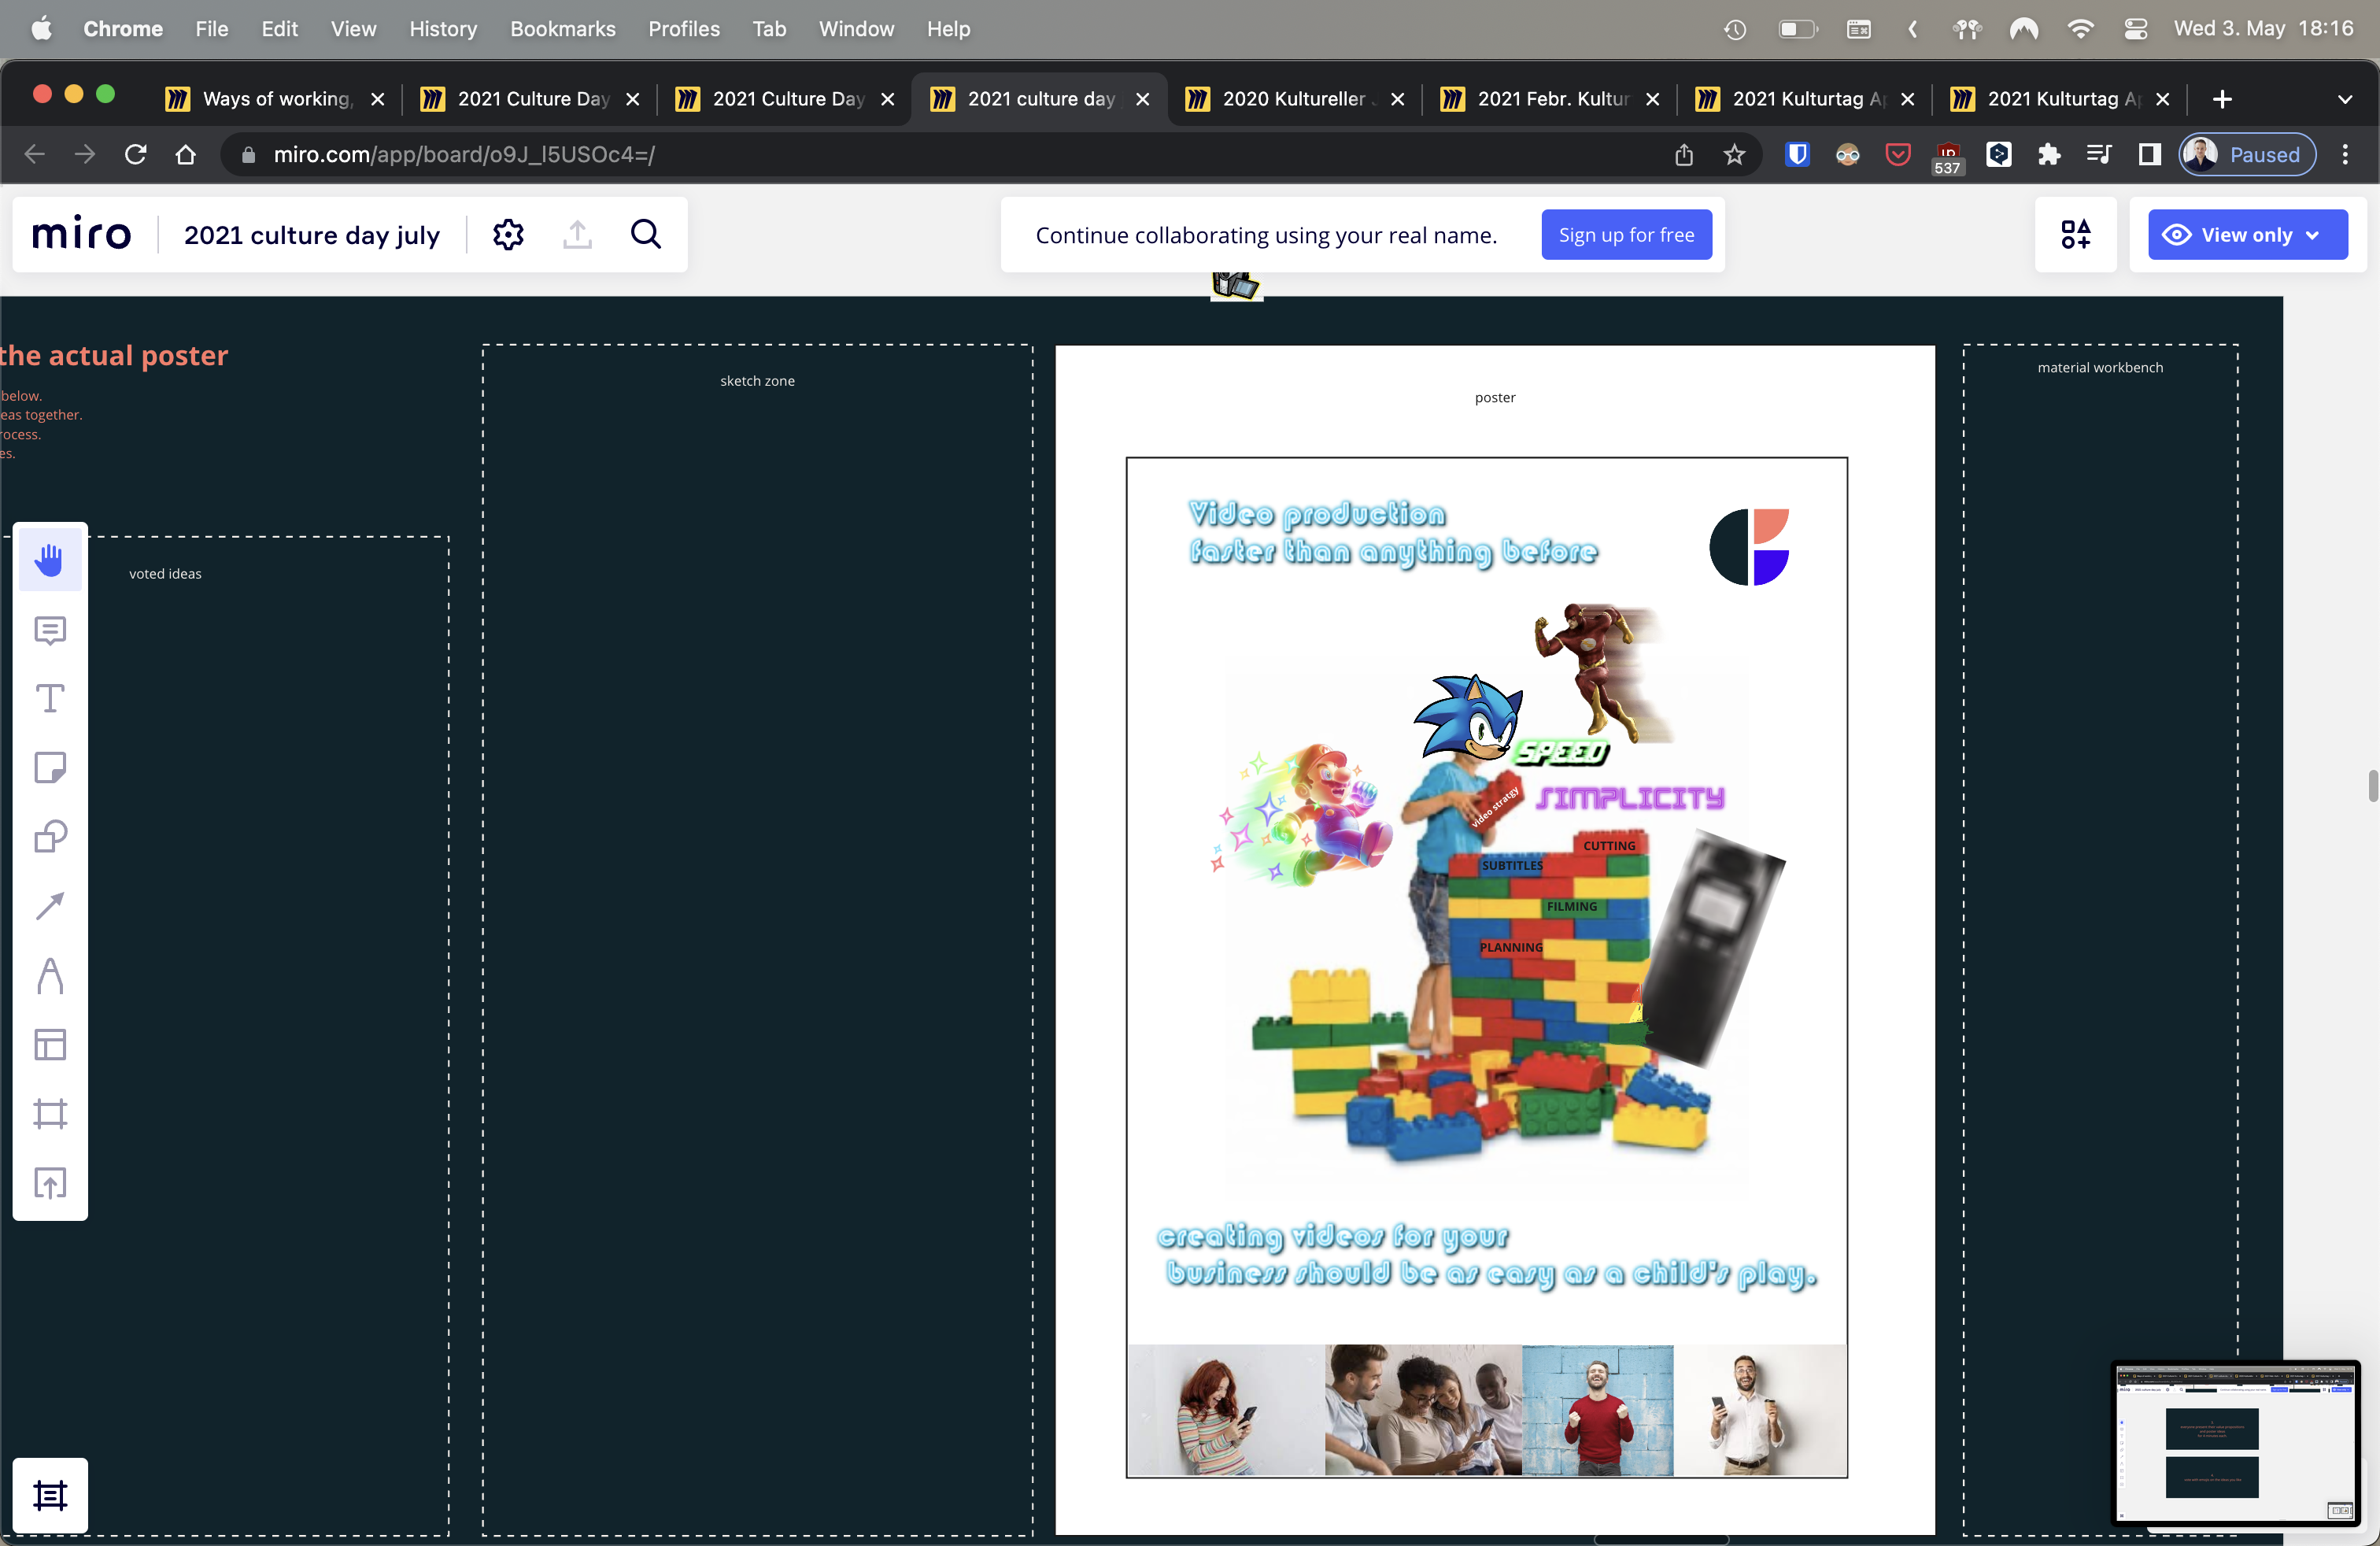 Chrome File Edit View History Bookmarks Profiles Tab Window Help Wed 3. May 18:16
Ways of working, 2021 Culture Day 2021 Culture Day 2021 culture day 2020 Kultureller 2021 Febr. Kultur 2021 Kulturtag Ap 2021 Kulturtag Ap
miro.com/app/board/o9J_l5USOc4=/ 537 Paused
miro 2021 culture day july Continue collaborating using your real name. Sign up for free View only
the actual poster
below.
eas together.
rocess.
es.
voted ideas
sketch zone
poster
material workbench
Video production
faster than anything before
SPEED
SIMPLICITY
video stratgy
CUTTING
SUBTITLES
FILMING
PLANNING
creating videos for your
business should be as easy as a child's play.